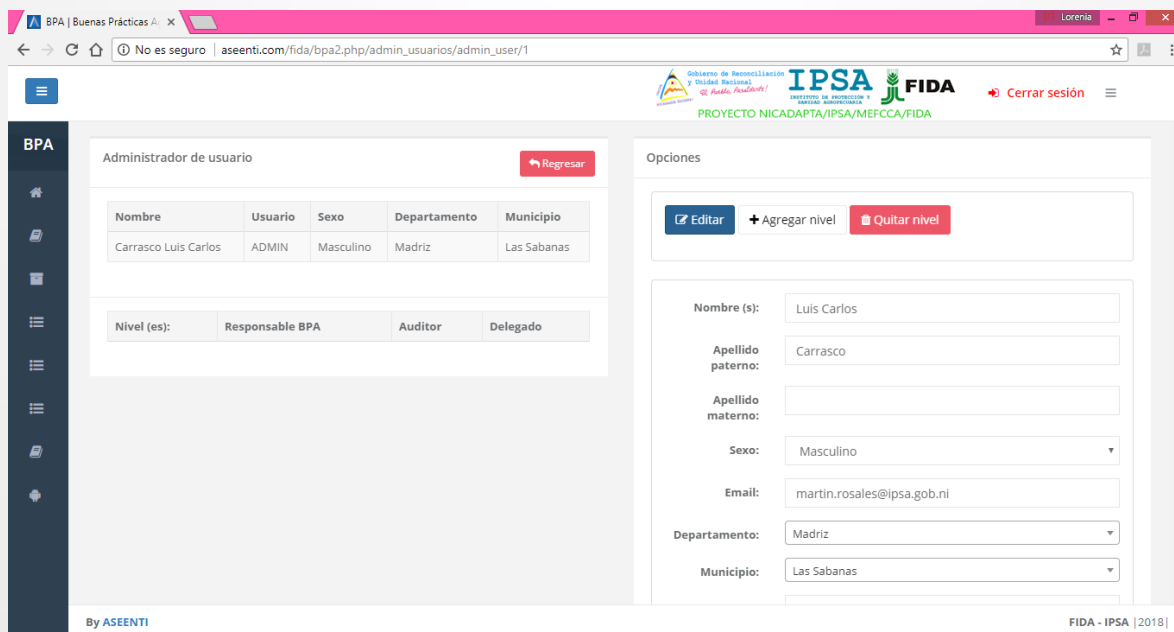 BPA | Buenas Prácticas A
Lorenia
No es seguro | aseenti.com/fida/bpa2.php/admin_usuarios/admin_user/1
Gobierno de Reconciliación
y Unidad Nacional
El Pueblo, Presidente!
IPSA
INSTITUTO DE PROTECCIÓN Y
SANIDAD AGROPECUARIA
FIDA
PROYECTO NICADAPTA/IPSA/MEFCCA/FIDA
Cerrar sesión
BPA
Administrador de usuario
Regresar
Nombre Usuario Sexo Departamento Municipio
Carrasco Luis Carlos ADMIN Masculino Madriz Las Sabanas
Nivel (es): Responsable BPA Auditor Delegado
Opciones
Editar Agregar nivel Quitar nivel
Nombre (s): Luis Carlos
Apellido
paterno:
Carrasco
Apellido
materno:
Sexo: Masculino
Email: martin.rosales@ipsa.gob.ni
Departamento: Madriz
Municipio: Las Sabanas
By ASEENTI
FIDA - IPSA |2018|